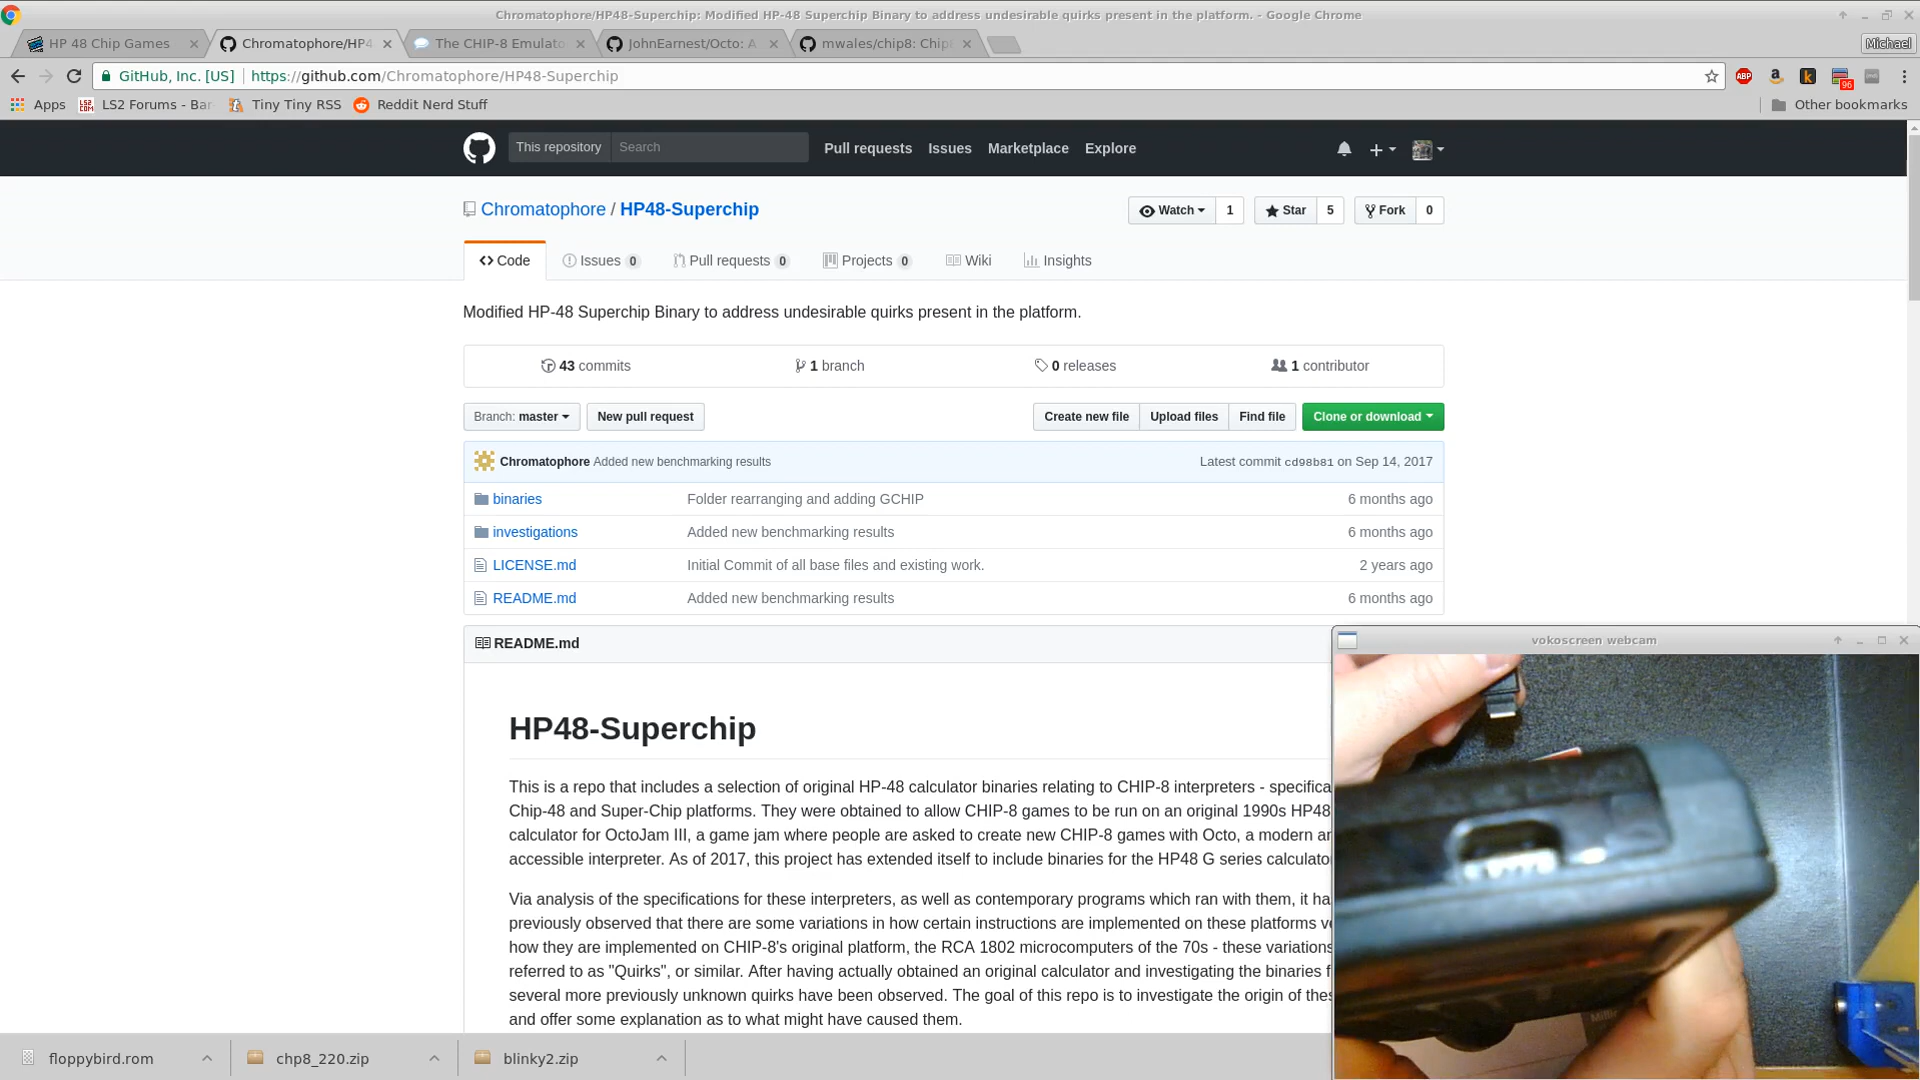 Chromatophore/HP48-Superchip: Modified HP-48 Superchip Binary to address undesirable quirks present in the platform. - Google Chrome
HP 48 Chip Games
Chromatophore/HP4
The CHIP-8 Emulato
JohnEarnest/Octo: A
mwales/chip8: Chip8
Michael
GitHub, Inc. [US]
https://github.com/Chromatophore/HP48-Superchip
ABP
96
Apps
LS2 Forums - Bar
Tiny Tiny RSS
Reddit Nerd Stuff
Other bookmarks
This repository
Search
Pull requests
Issues
Marketplace
Explore
Chromatophore / HP48-Superchip
Watch 1
Star 5
Fork 0
Code
Issues 0
Pull requests 0
Projects 0
Wiki
Insights
Modified HP-48 Superchip Binary to address undesirable quirks present in the platform.
43 commits
1 branch
0 releases
1 contributor
Branch: master
New pull request
Create new file
Upload files
Find file
Clone or download
Chromatophore Added new benchmarking results
Latest commit cd98b81 on Sep 14, 2017
binaries Folder rearranging and adding GCHIP 6 months ago
investigations Added new benchmarking results 6 months ago
LICENSE.md Initial Commit of all base files and existing work. 2 years ago
README.md Added new benchmarking results 6 months ago
README.md
vokoscreen webcam
HP48-Superchip
This is a repo that includes a selection of original HP-48 calculator binaries relating to CHIP-8 interpreters - specifica
Chip-48 and Super-Chip platforms. They were obtained to allow CHIP-8 games to be run on an original 1990s HP48
calculator for OctoJam III, a game jam where people are asked to create new CHIP-8 games with Octo, a modern an
accessible interpreter. As of 2017, this project has extended itself to include binaries for the HP48 G series calculator
Via analysis of the specifications for these interpreters, as well as contemporary programs which ran with them, it ha
previously observed that there are some variations in how certain instructions are implemented on these platforms ve
how they are implemented on CHIP-8's original platform, the RCA 1802 microcomputers of the 70s - these variations
referred to as "Quirks", or similar. After having actually obtained an original calculator and investigating the binaries f
several more previously unknown quirks have been observed. The goal of this repo is to investigate the origin of thes
and offer some explanation as to what might have caused them.
floppybird.rom
chp8_220.zip
blinky2.zip